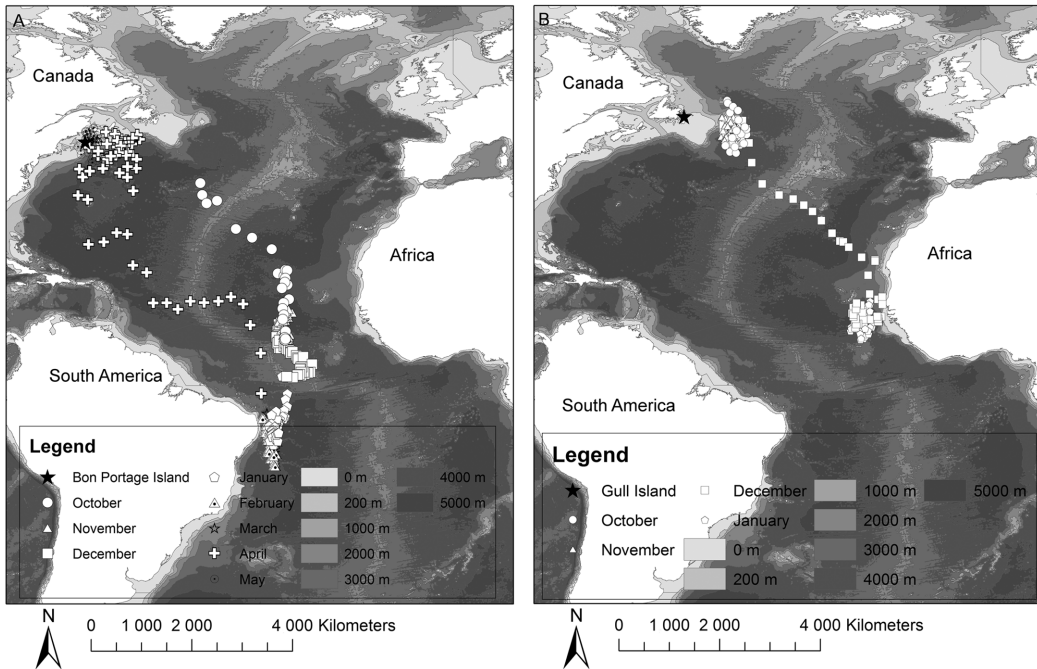 A
Canada
Africa
South America
Legend
Bon Portage Island
October
November
December
January
February
March
April
May
0 m
200 m
1000 m
2000 m
3000 m
4000 m
5000 m
N
0 1 000 2 000 4 000 Kilometers
B
Canada
Africa
South America
Legend
Gull Island
October
November
December
January
0 m
200 m
1000 m
2000 m
3000 m
4000 m
5000 m
N
0 1 000 2 000 4 000 Kilometers